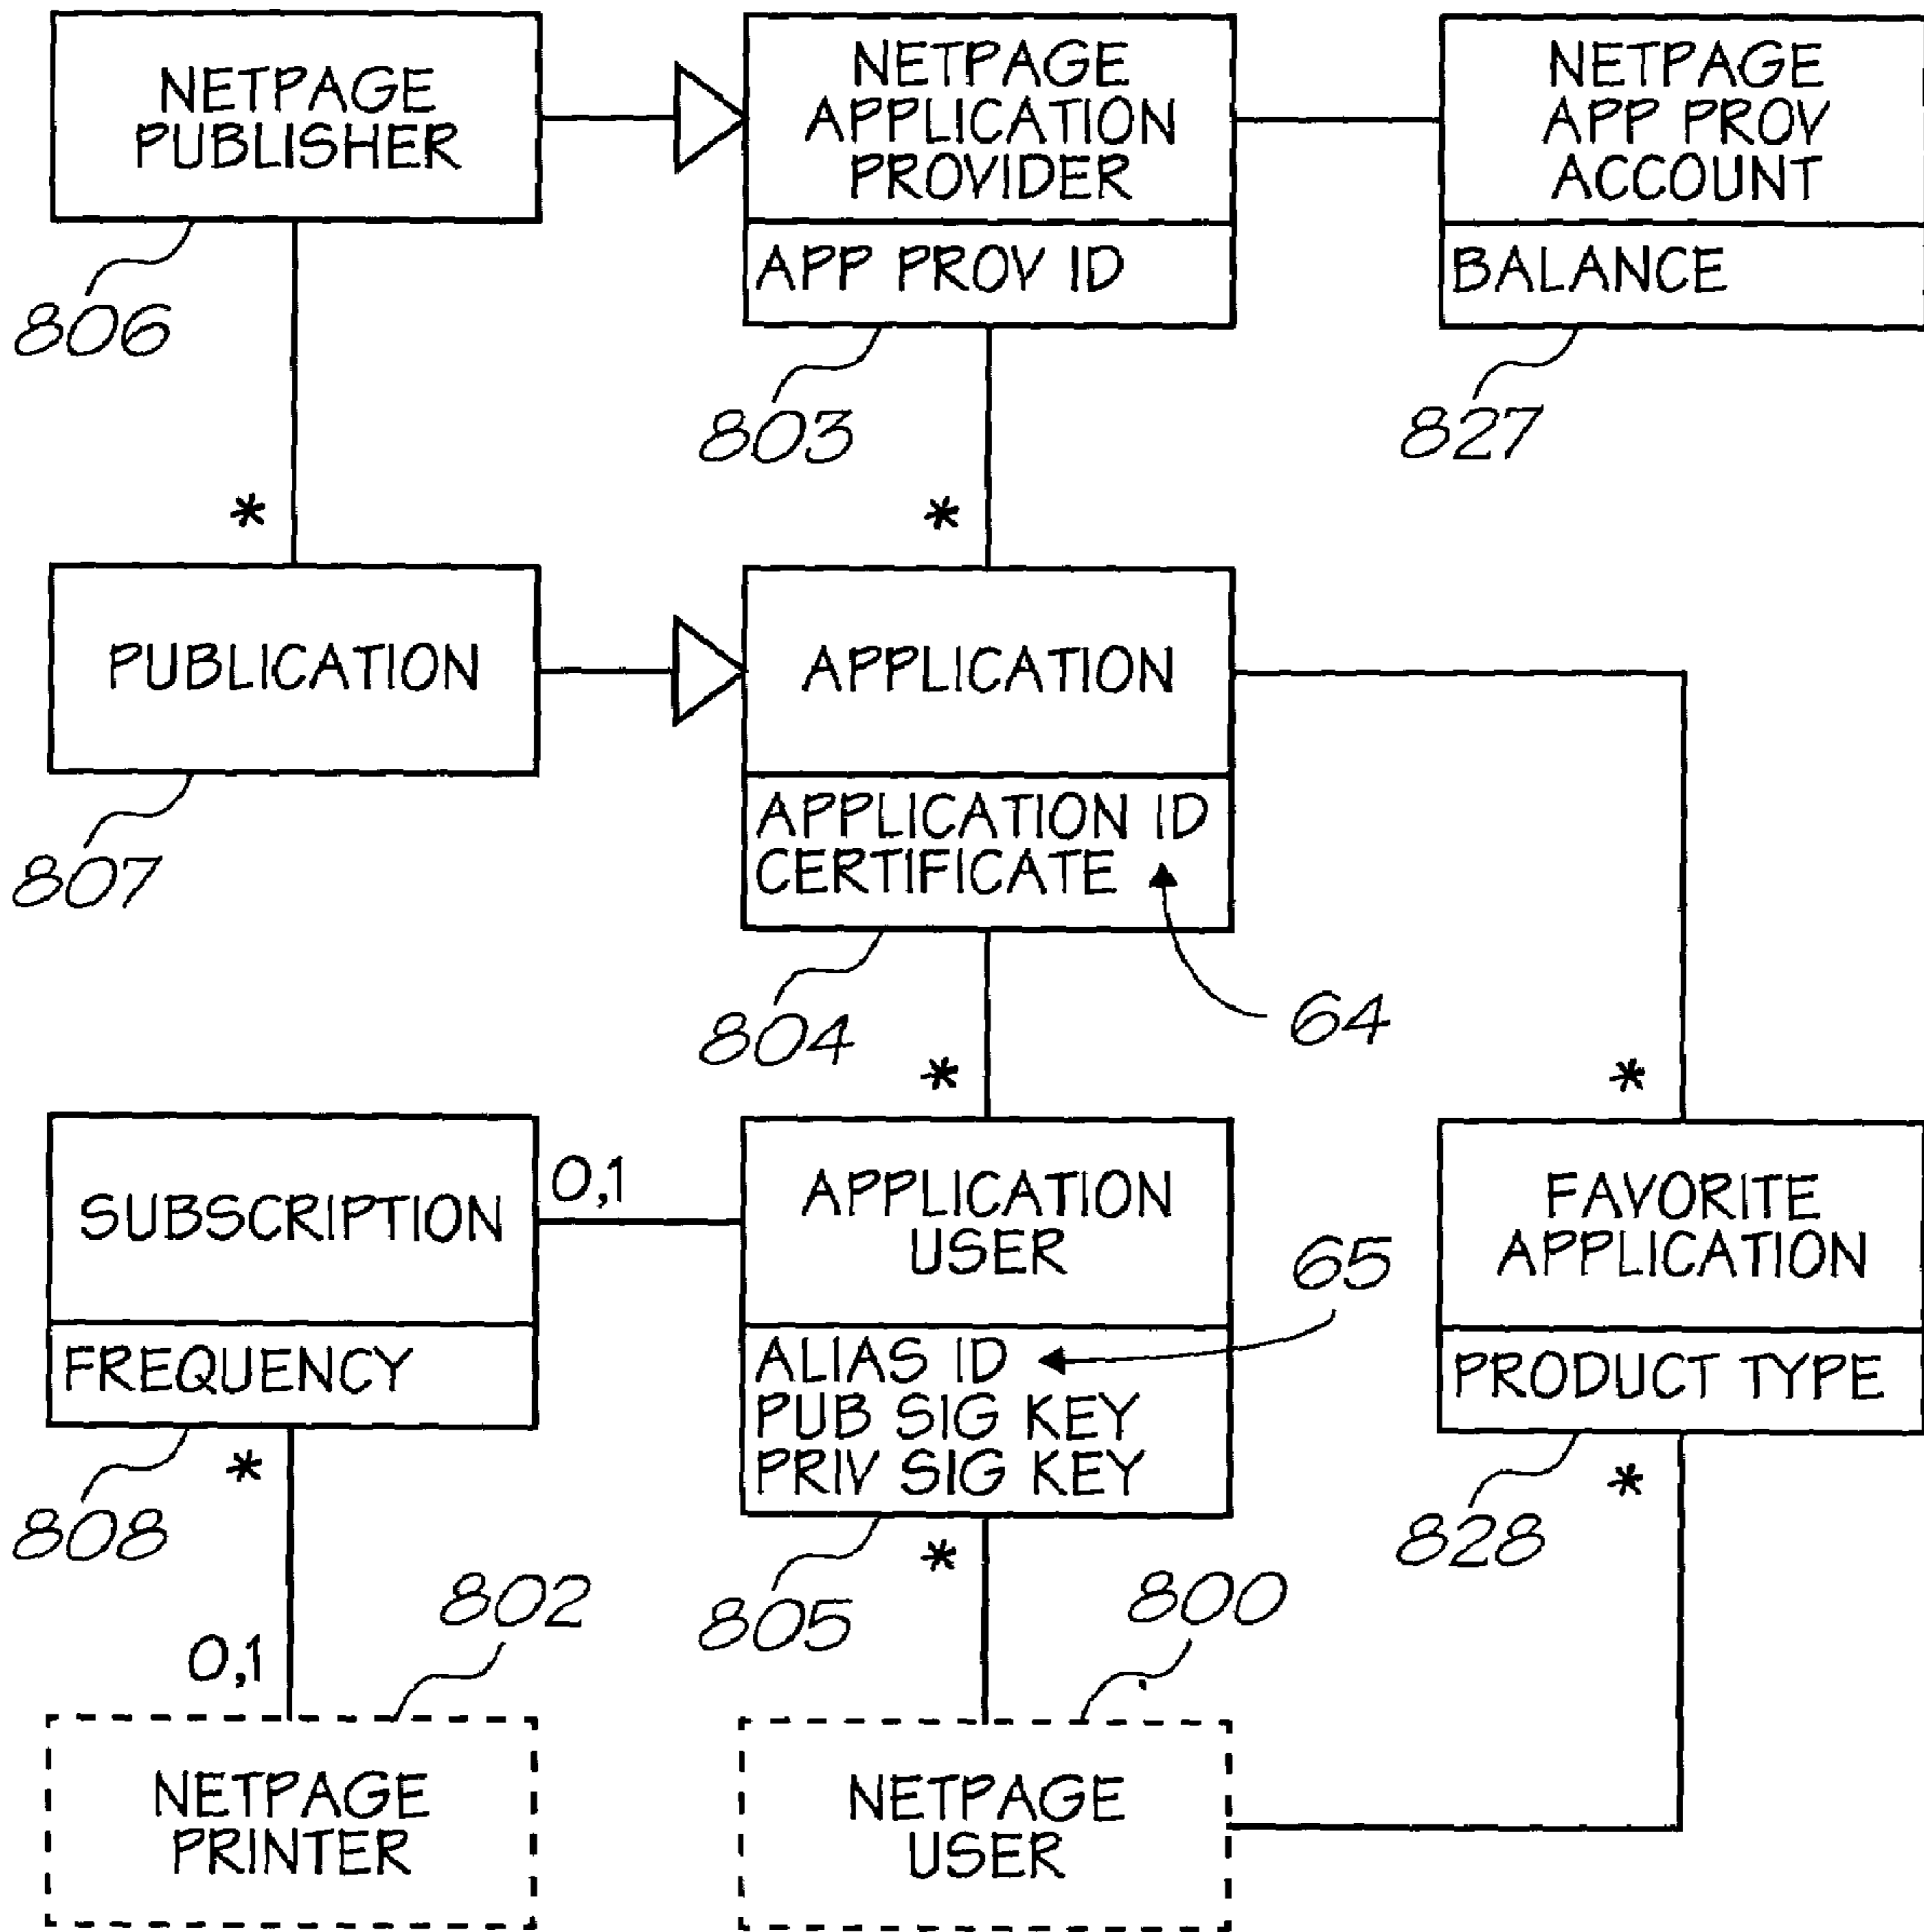 NETPAGE
PUBLISHER
806
NETPAGE
APPLICATION
PROVIDER
APP PROV ID
803
NETPAGE
APP PROV
ACCOUNT
BALANCE
827
*
*
PUBLICATION
807
APPLICATION
APPLICATION ID
CERTIFICATE
804
64
*
*
SUBSCRIPTION
FREQUENCY
808
0,1
APPLICATION
USER
ALIAS ID
PUB SIG KEY
PRIV SIG KEY
805
65
FAVORITE
APPLICATION
PRODUCT TYPE
828
*
*
*
0,1
802
800
NETPAGE
PRINTER
NETPAGE
USER